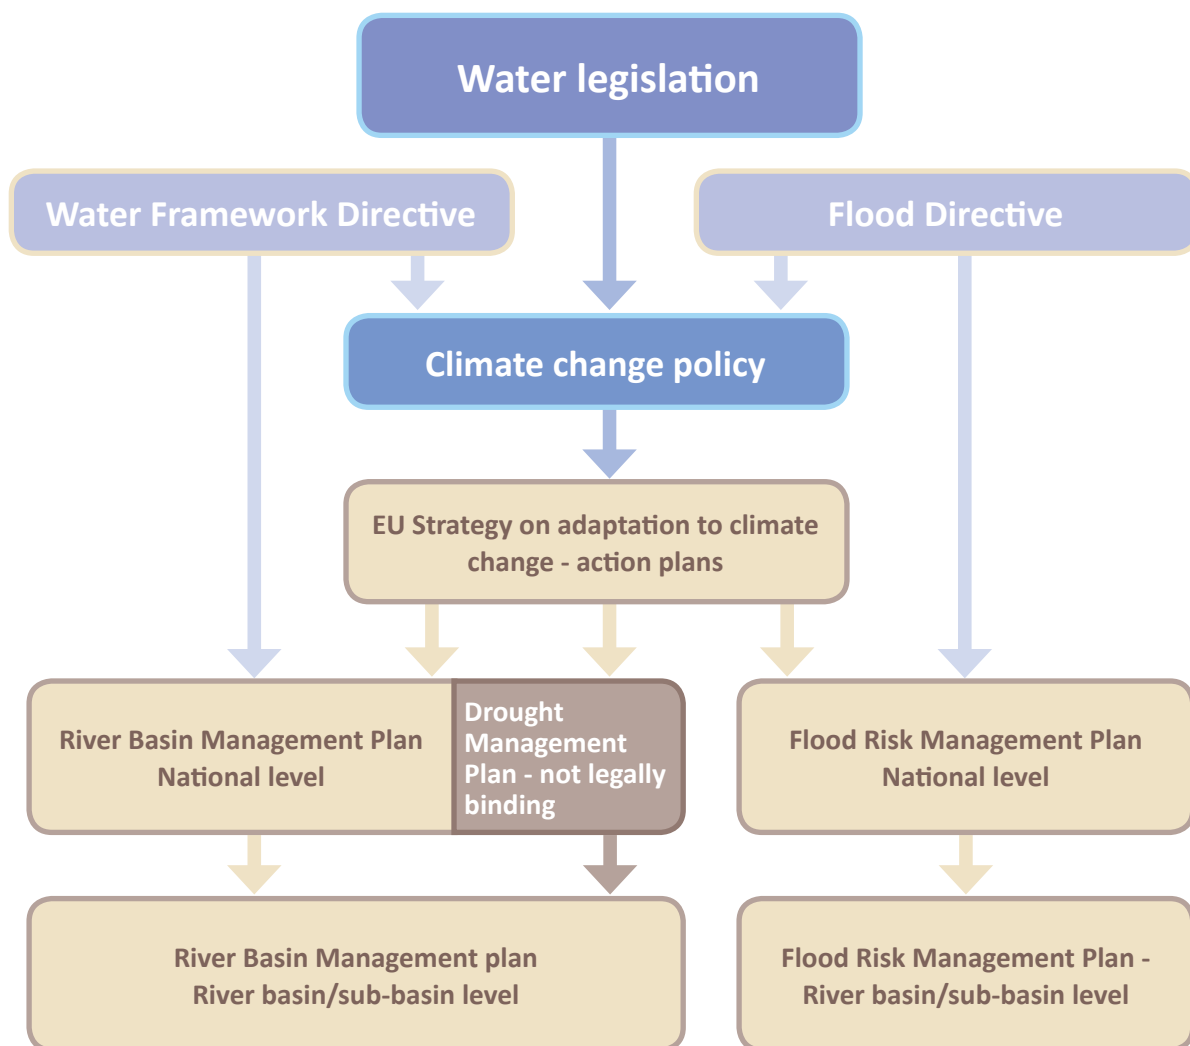 Water legislation
Water Framework Directive
Flood Directive
Climate change policy
EU Strategy on adaptation to climate
change - action plans
River Basin Management Plan
National level
Drought
Management
Plan - not legally
binding
Flood Risk Management Plan
National level
River Basin Management plan
River basin/sub-basin level
Flood Risk Management Plan -
River basin/sub-basin level